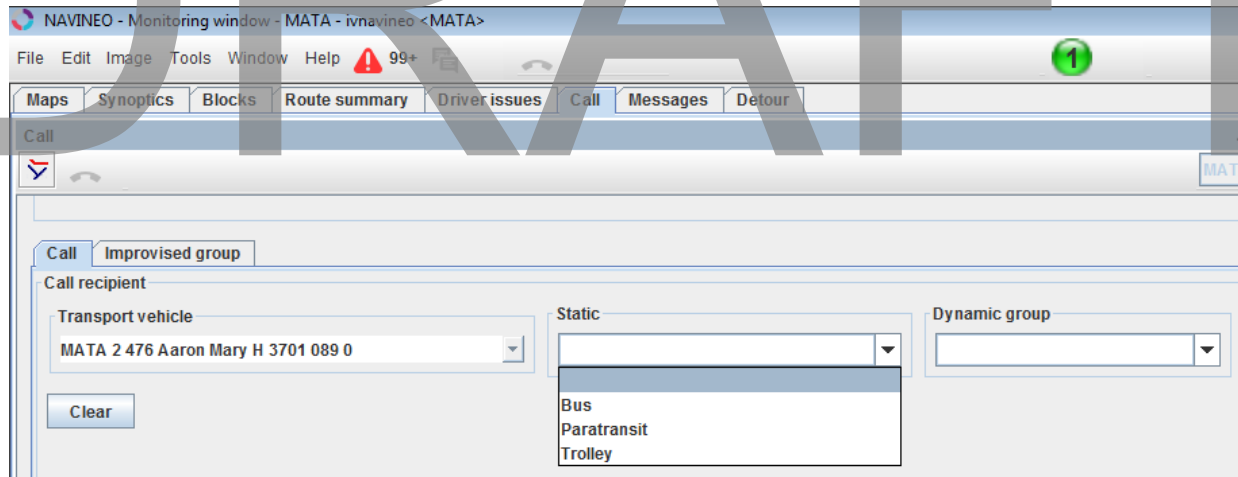 NAVINEO - Monitoring window - MATA - ivnavineo <MATA>
File Edit Image Tools Window Help 99+ 1
Maps Synoptics Blocks Route summary Driver issues Call Messages Detour
Call
MAT
Call Improvised group
Call recipient
Transport vehicle Static Dynamic group
MATA 2 476 Aaron Mary H 3701 089 0
Clear
Bus
Paratransit
Trolley
DRAFT